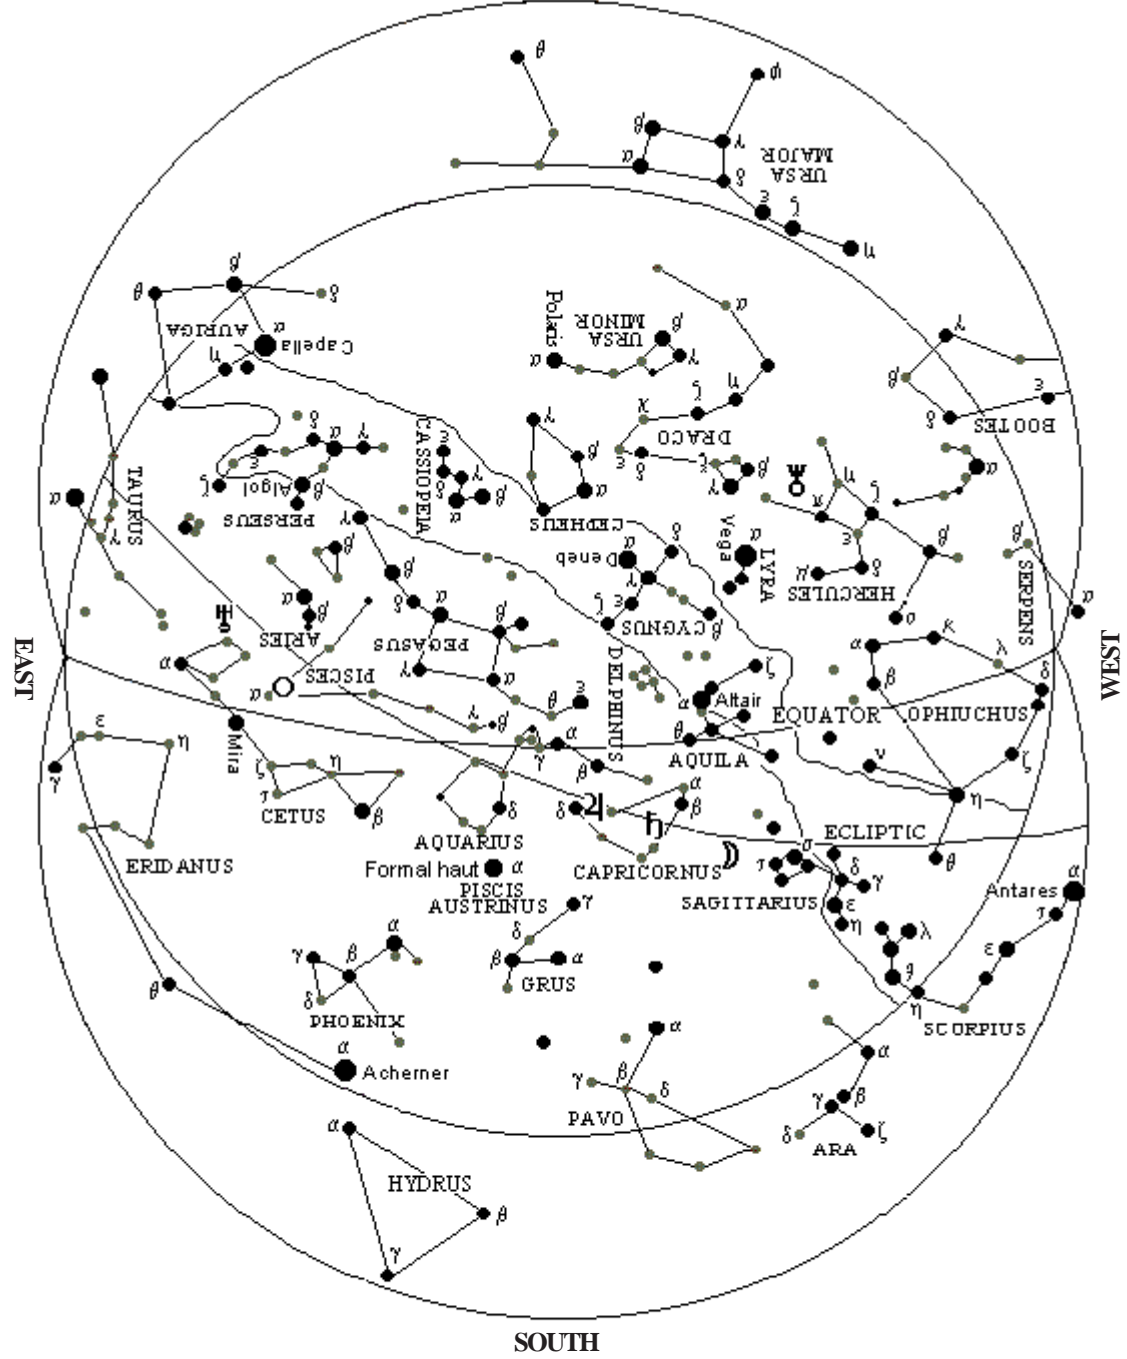 θ
φ
β
γ
α
δ
URSA
MAJOR
ε
ζ
η
β
θ
δ
AURIGA
α
Capella
η
Polaris
α
URSA
MINOR
β
γ
α
ζ
η
χ
DRACO
ε
ξ
β
γ
γ
β
δ
ε
BOOTES
α
TAURUS
α
γ
δ
α
γ
ε
ζ
Algol
β
PERSEUS
CASSIOPEIA
ε
δ
γ
α
β
γ
β
α
CEPHEUS
η
ζ
π
ε
β
μ
δ
HERCULES
ο
β
SERPENS
α
γ
β
α
β
ARIES
β
δ
α
β
PEGASUS
γ
ε
θ
α
Deneb
δ
γ
ε
ζ
CYGNUS
β
Vega
α
LYRA
EAST
WEST
α
PISCES
α
γ
β
Mira
DELPHINUS
ζ
α
Altair
θ
AQUILA
EQUATOR
α
κ
β
λ
δ
OPHIUCHUS
ν
ζ
η
θ
ε
η
γ
ERIDANUS
ζ
η
τ
CETUS
β
γ
α
θ
δ
AQUARIUS
δ
α
β
CAPRICORNUS
ECLIPTIC
Formal haut
α
PISCIS
AUSTRINUS
σ
τ
δ
γ
SAGITTARIUS
ε
η
Antares
α
τ
ε
λ
θ
η
SCORPIUS
γ
δ
β
α
GRUS
α
γ
β
δ
PHOENIX
θ
α
Acherner
α
γ
β
δ
PAVO
α
β
γ
δ
ζ
ARA
α
HYDRUS
β
γ
SOUTH